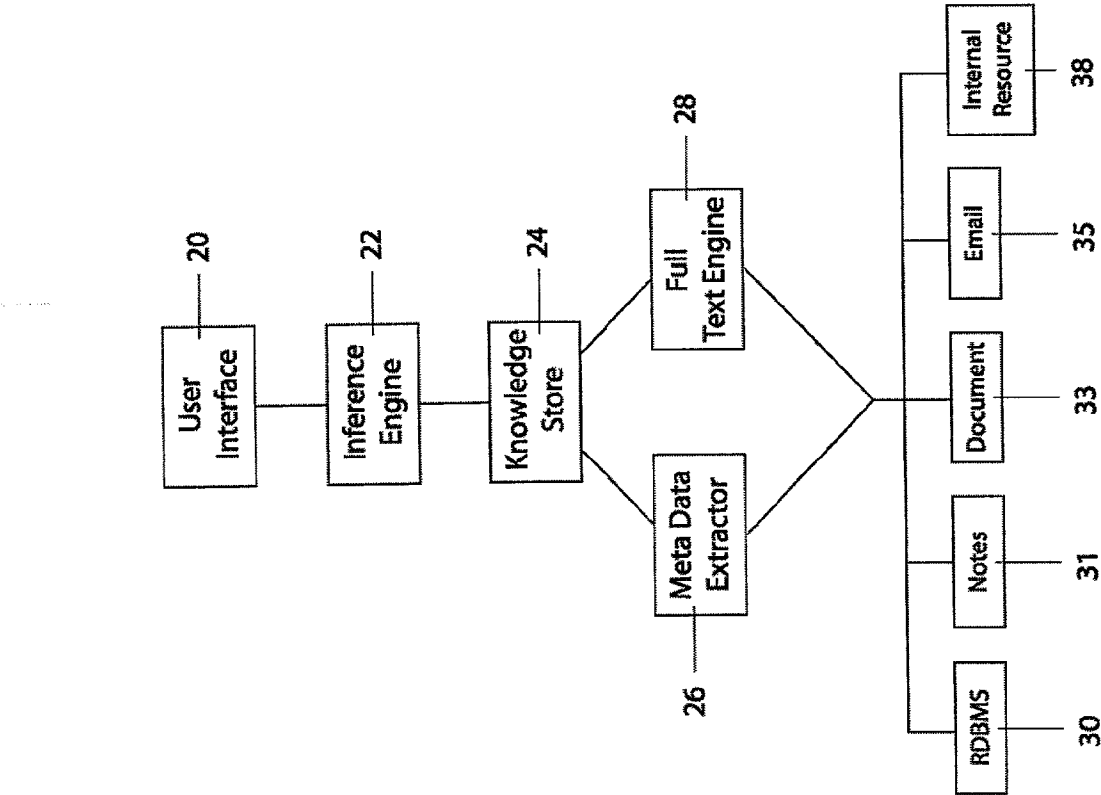 User
Interface
20
Inference
Engine
22
Knowledge
Store
24
Meta Data
Extractor
26
Full
Text Engine
28
RDBMS
30
Notes
31
Document
33
Email
35
Internal
Resource
38